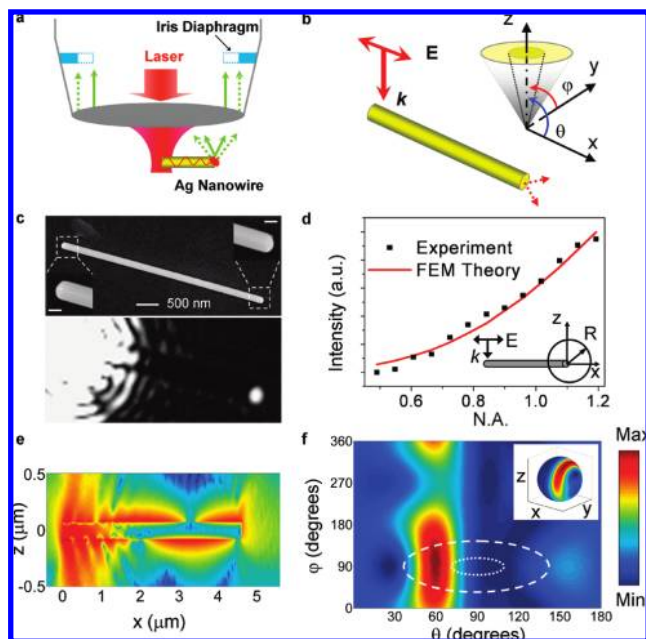 a
Iris Diaphragm
Laser
Ag Nanowire
b
E
k
z
y
φ
θ
x
c
500 nm
d
Experiment
FEM Theory
Intensity (a.u.)
E
k
z
R
x
0.6 0.8 1.0 1.2
N.A.
e
0.5
0
-0.5
z (μm)
0 1 2 3 4 5
x (μm)
f
360
270
180
90
0
φ (degrees)
0 30 60 90 120 150 180
θ (degrees)
z
x
y
Max
Min